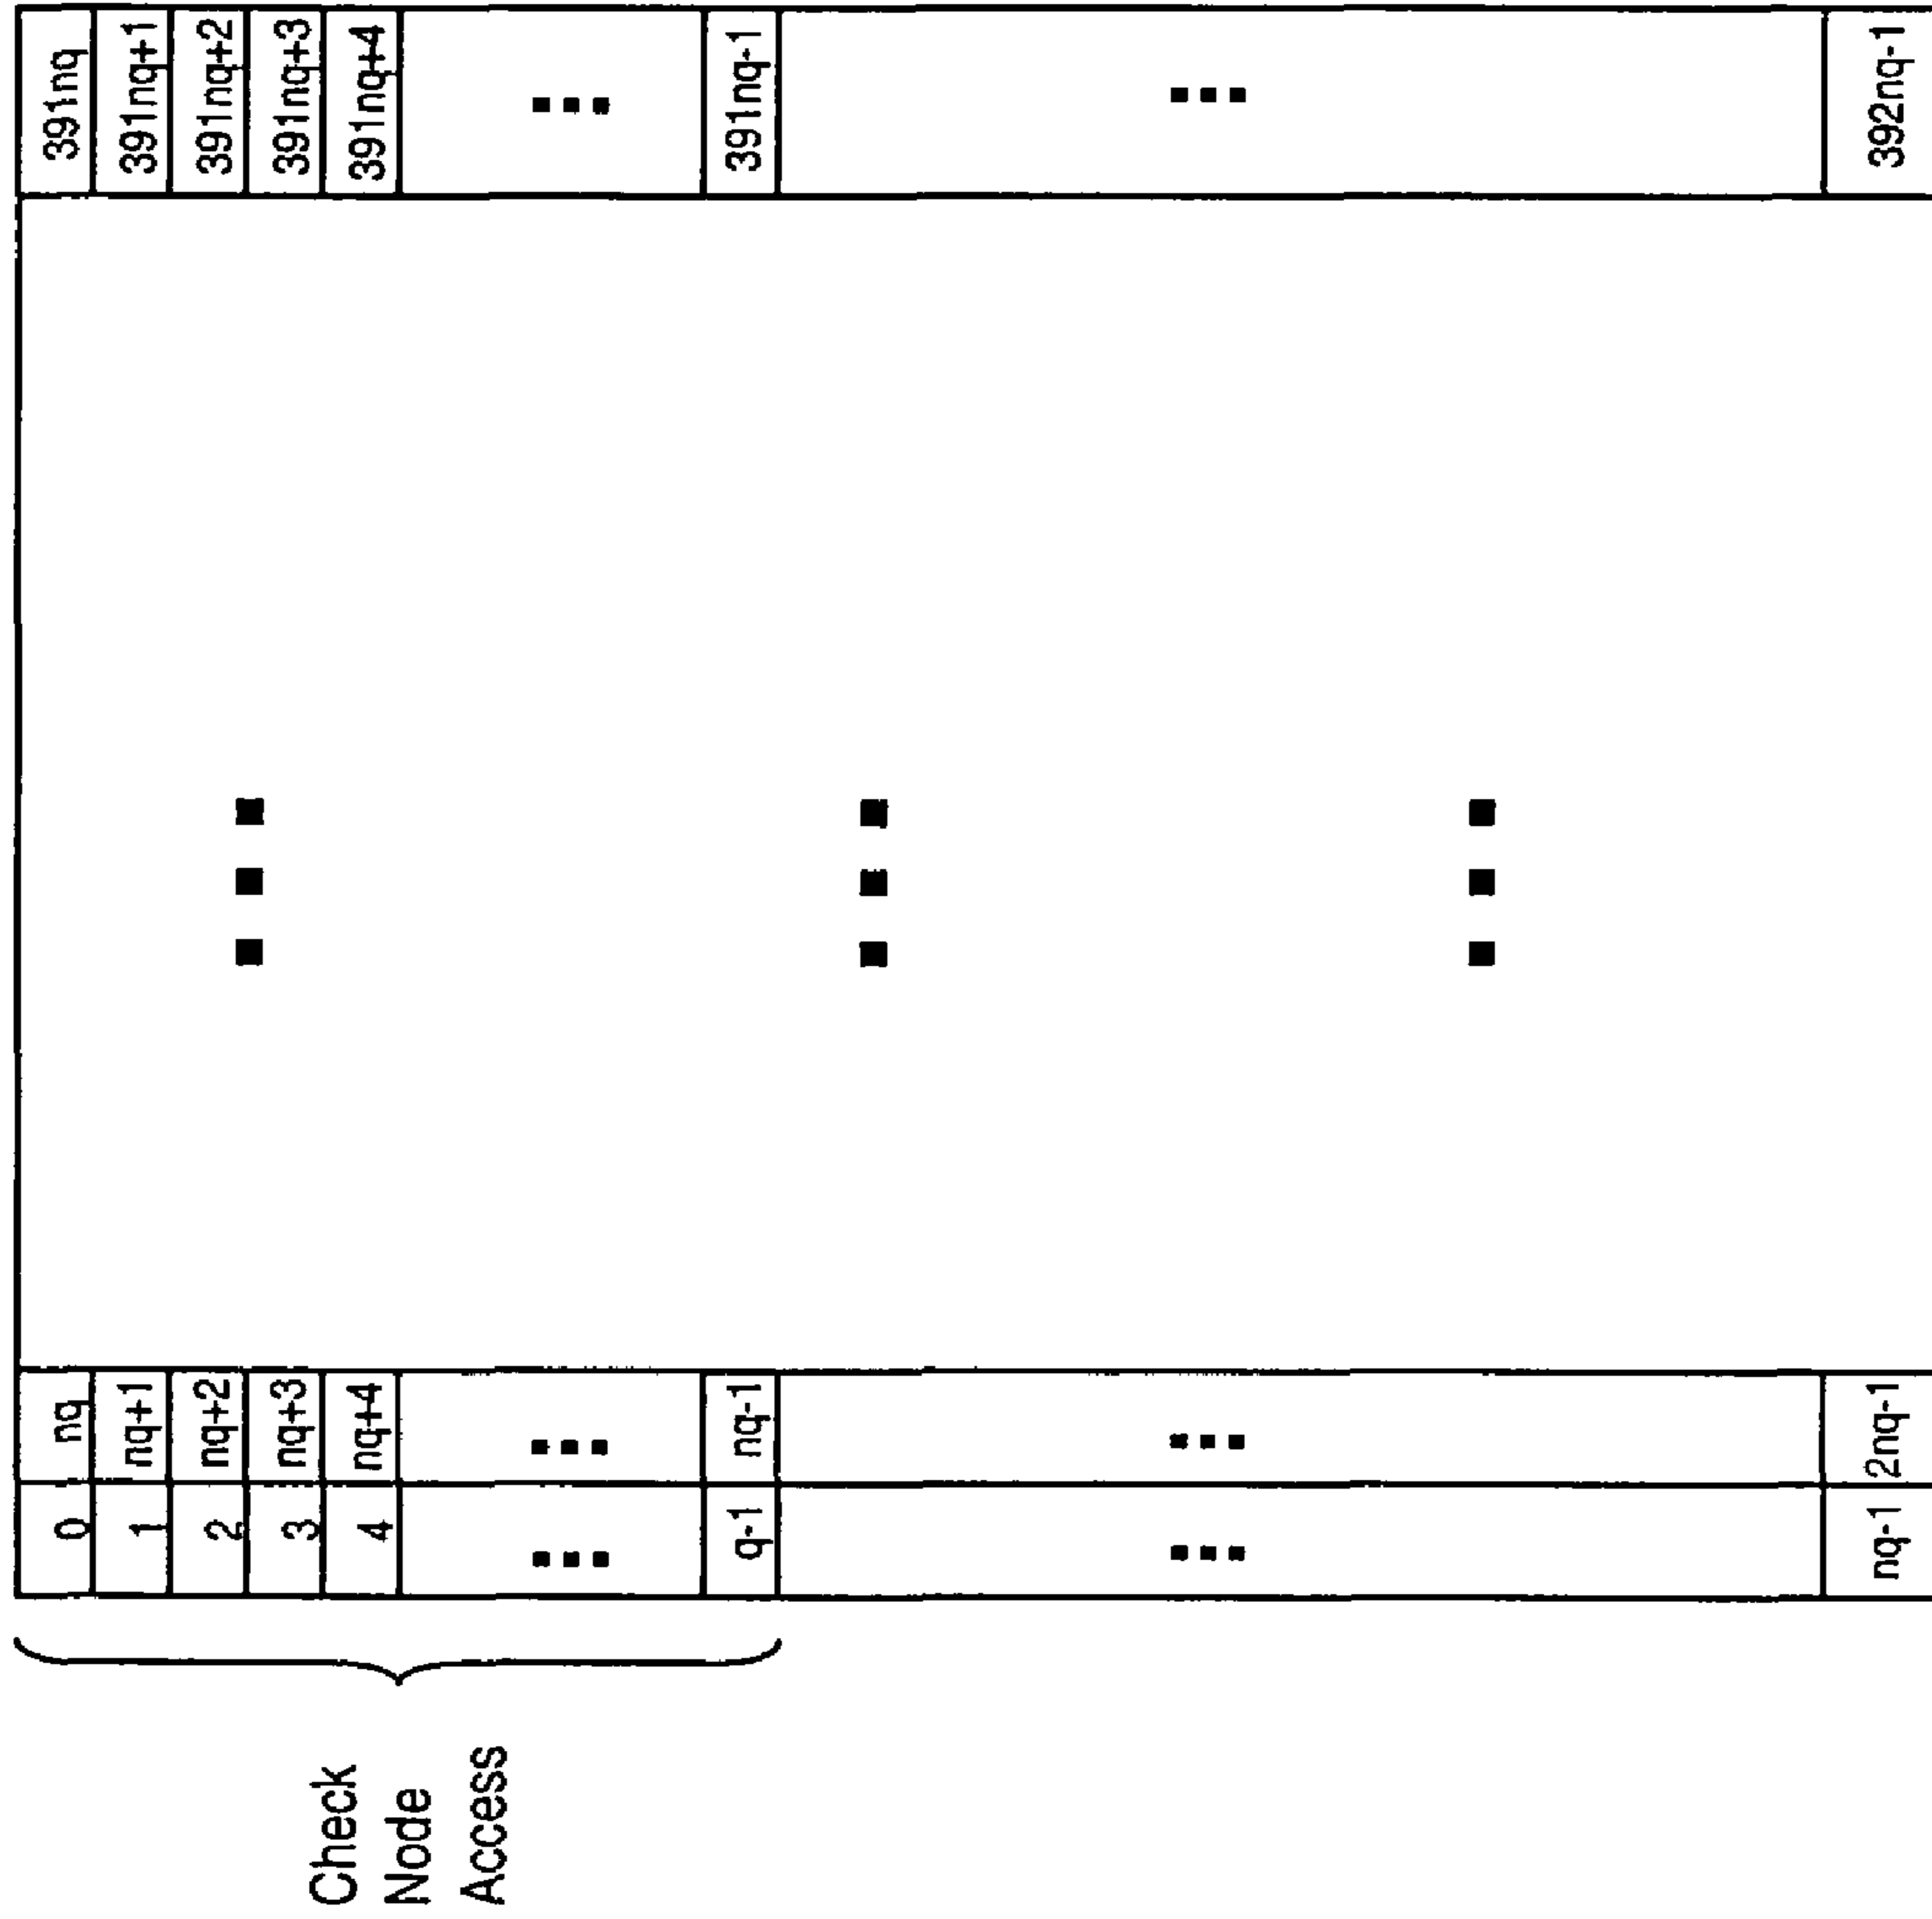 Check
Node
Access
0 nq 391nq
1 nq+1 391nq+1
2 nq+2 391nq+2
3 nq+3 391nq+3
4 nq+4 391nq+4
... ... ... ...
q-1 nq-1 ... 391nq-1
... ... ...
nq-1 2nq-1 ... 392nq-1